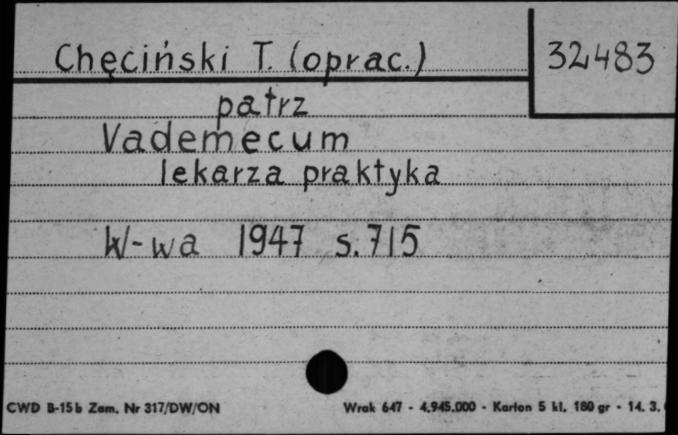 Chęciński T. (oprac.) 32483
patrz
Vademecum
lekarza praktyka
W-wa 1947 s. 715
CWD B-15b Zam. Nr 317/DW/ON Wrak 647 - 4.945.000 - Karton 5 kl. 180 gr - 14. 3.